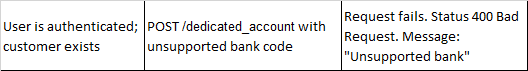 User is authenticated;
customer exists
POST /dedicated_account with
unsupported bank code
Request fails. Status 400 Bad
Request. Message:
"Unsupported bank"